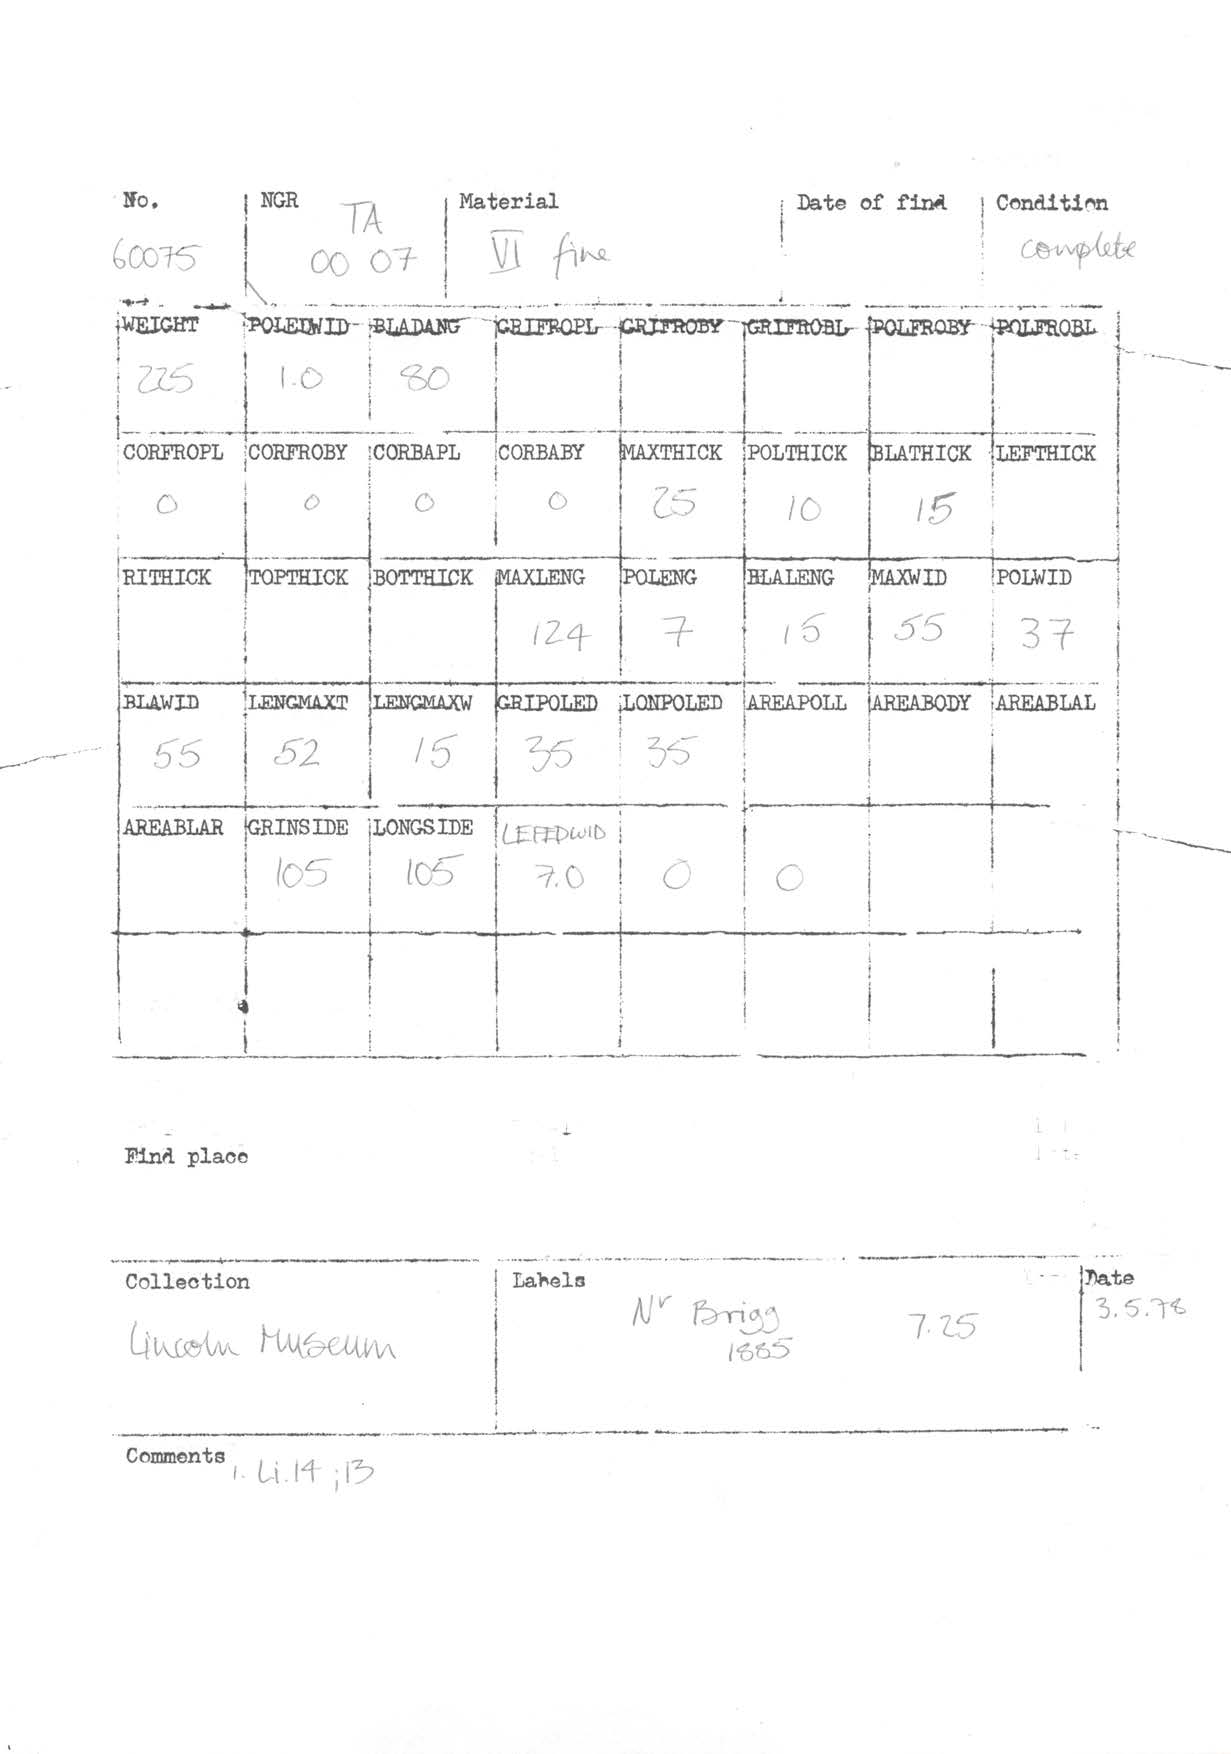 No. NGR Material Date of find Condition
TA
60075 00 07 VI fine complete
WEIGHT POLEDWID BLADANG GRIFROPL GRIFROBY GRIFROBL POLFROBY POLFROBL
225 1.0 80
CORFROPL CORFROBY CORBAPL CORBABY MAXTHICK POLTHICK BLATHICK LEFTHICK
0 0 0 0 25 10 15
RITHICK TOPTHICK BOTTHICK MAXLENG POLENG BLALENG MAXWID POLWID
124 7 15 55 37
BLAWID LENGMAXT LENGMAXW GRIPOLED LONPOLED AREAPOLL AREABODY AREABLAL
55 52 15 35 35
AREABLAR GRINSIDE LONGSIDE LEFEDWID
105 105 7.0 0 0
Find place
Collection Labels Date
Nr Brigg 7.25 3.5.78
Lincoln Museum 1885
Comments 1. Li.14 ; 13